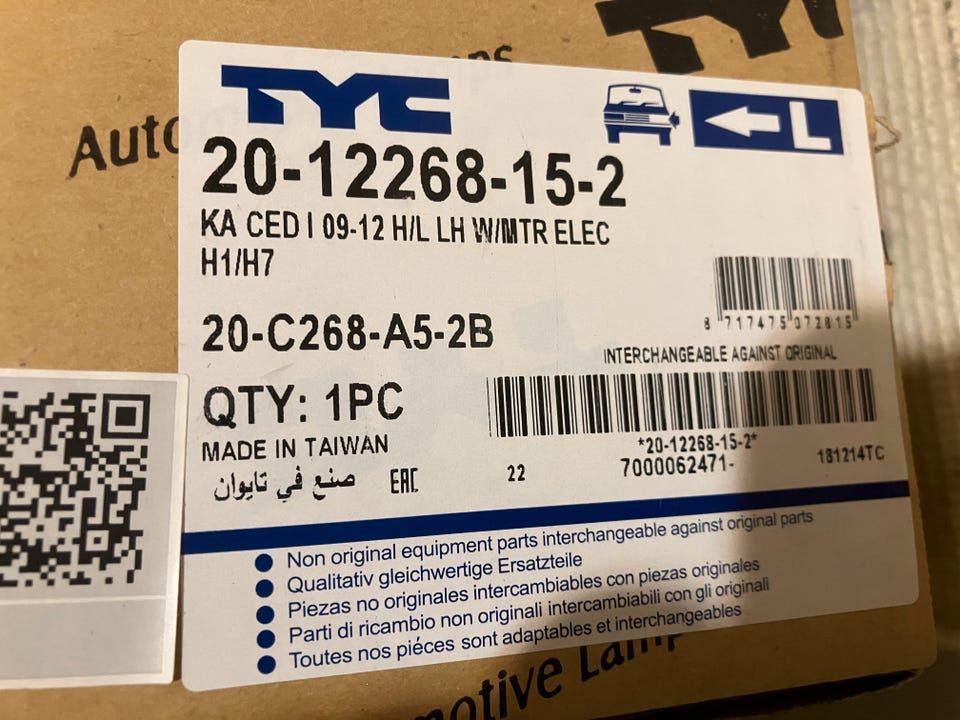 TYC
Auto
TYC
L
20-12268-15-2
KA CED I 09-12 H/L LH W/MTR ELEC
H1/H7
8 717475 072815
20-C268-A5-2B
INTERCHANGEABLE AGAINST ORIGINAL
QTY: 1PC
*20-12268-15-2*
MADE IN TAIWAN
7000062471-
181214TC
صنع في تايوان
EAC
22
Non original equipment parts interchangeable against original parts
Qualitativ gleichwertige Ersatzteile
Piezas no originales intercambiables con piezas originales
Parti di ricambio non originali intercambiabili con gli originali
Toutes nos piéces sont adaptables et interchangeables